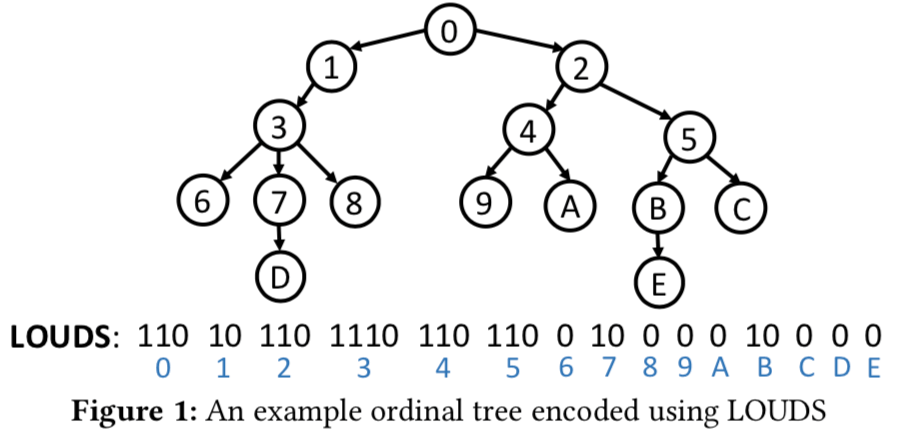 0
1 2
3 4 5
6 7 8 9 A B C
D E
LOUDS: 110 10 110 1110 110 110 0 10 0 0 0 10 0 0 0
0 1 2 3 4 5 6 7 8 9 A B C D E
Figure 1: An example ordinal tree encoded using LOUDS